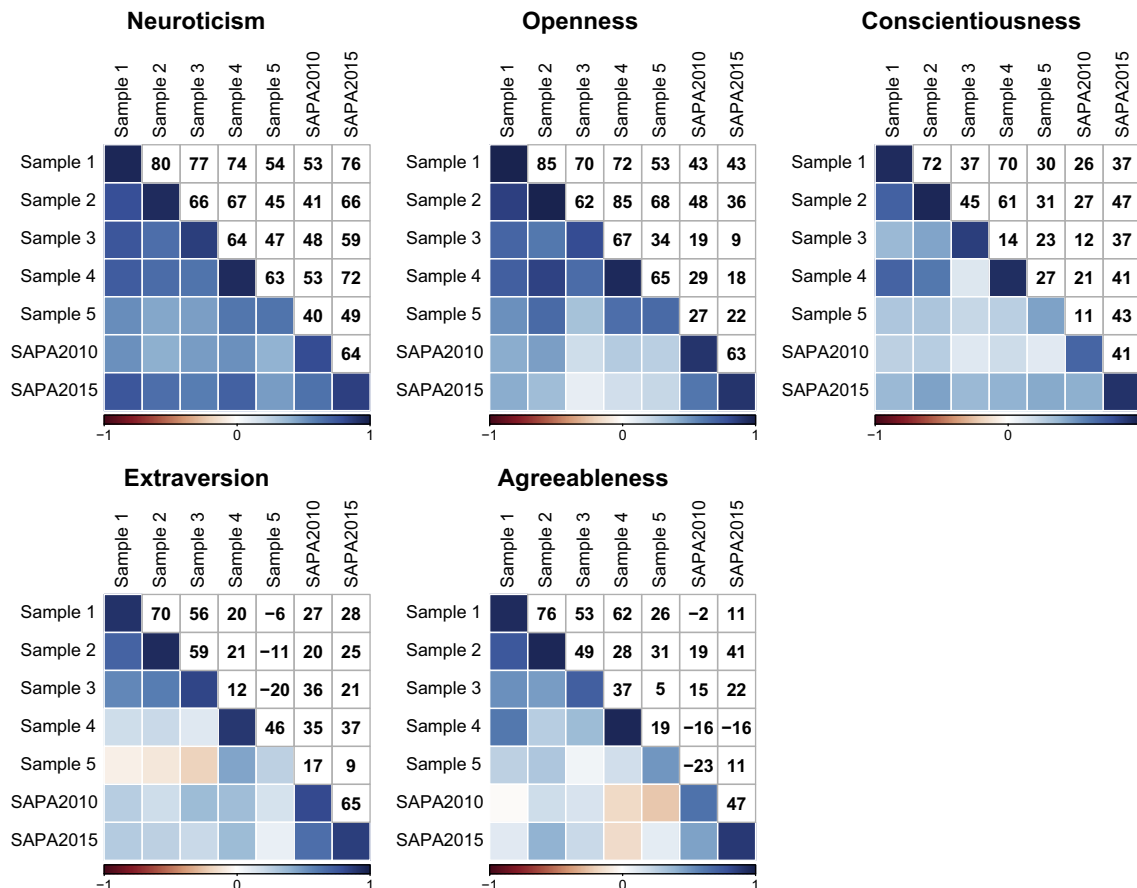 Neuroticism
Sample 1 Sample 2 Sample 3 Sample 4 Sample 5 SAPA2010 SAPA2015
Sample 1 80 77 74 54 53 76
Sample 2 66 67 45 41 66
Sample 3 64 47 48 59
Sample 4 63 53 72
Sample 5 40 49
SAPA2010 64
SAPA2015
−1 0 1
Openness
Sample 1 Sample 2 Sample 3 Sample 4 Sample 5 SAPA2010 SAPA2015
Sample 1 85 70 72 53 43 43
Sample 2 62 85 68 48 36
Sample 3 67 34 19 9
Sample 4 65 29 18
Sample 5 27 22
SAPA2010 63
SAPA2015
−1 0 1
Conscientiousness
Sample 1 Sample 2 Sample 3 Sample 4 Sample 5 SAPA2010 SAPA2015
Sample 1 72 37 70 30 26 37
Sample 2 45 61 31 27 47
Sample 3 14 23 12 37
Sample 4 27 21 41
Sample 5 11 43
SAPA2010 41
SAPA2015
−1 0
Extraversion
Sample 1 Sample 2 Sample 3 Sample 4 Sample 5 SAPA2010 SAPA2015
Sample 1 70 56 20 −6 27 28
Sample 2 59 21 −11 20 25
Sample 3 12 −20 36 21
Sample 4 46 35 37
Sample 5 17 9
SAPA2010 65
SAPA2015
−1 0 1
Agreeableness
Sample 1 Sample 2 Sample 3 Sample 4 Sample 5 SAPA2010 SAPA2015
Sample 1 76 53 62 26 −2 11
Sample 2 49 28 31 19 41
Sample 3 37 5 15 22
Sample 4 19 −16 −16
Sample 5 −23 11
SAPA2010 47
SAPA2015
−1 0 1